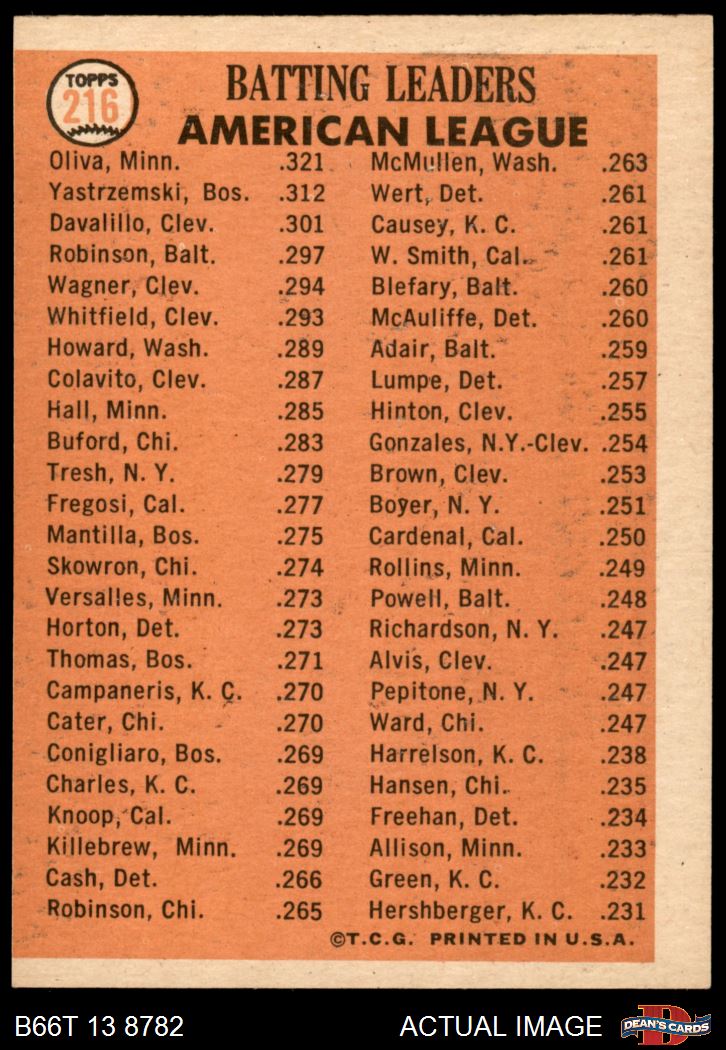 TOPPS
216
BATTING LEADERS
AMERICAN LEAGUE
Oliva, Minn. .321
Yastrzemski, Bos. .312
Davalillo, Clev. .301
Robinson, Balt. .297
Wagner, Clev. .294
Whitfield, Clev. .293
Howard, Wash. .289
Colavito, Clev. .287
Hall, Minn. .285
Buford, Chi. .283
Tresh, N. Y. .279
Fregosi, Cal. .277
Mantilla, Bos. .275
Skowron, Chi. .274
Versalles, Minn. .273
Horton, Det. .273
Thomas, Bos. .271
Campaneris, K. C. .270
Cater, Chi. .270
Conigliaro, Bos. .269
Charles, K. C. .269
Knoop, Cal. .269
Killebrew, Minn. .269
Cash, Det. .266
Robinson, Chi. .265
McMullen, Wash. .263
Wert, Det. .261
Causey, K. C. .261
W. Smith, Cal. .261
Blefary, Balt. .260
McAuliffe, Det. .260
Adair, Balt. .259
Lumpe, Det. .257
Hinton, Clev. .255
Gonzales, N.Y.-Clev. .254
Brown, Clev. .253
Boyer, N. Y. .251
Cardenal, Cal. .250
Rollins, Minn. .249
Powell, Balt. .248
Richardson, N. Y. .247
Alvis, Clev. .247
Pepitone, N. Y. .247
Ward, Chi. .247
Harrelson, K. C. .238
Hansen, Chi. .235
Freehan, Det. .234
Allison, Minn. .233
Green, K. C. .232
Hershberger, K. C. .231
©T.C.G. PRINTED IN U.S.A.
B66T 13 8782
ACTUAL IMAGE
DEAN'S CARDS